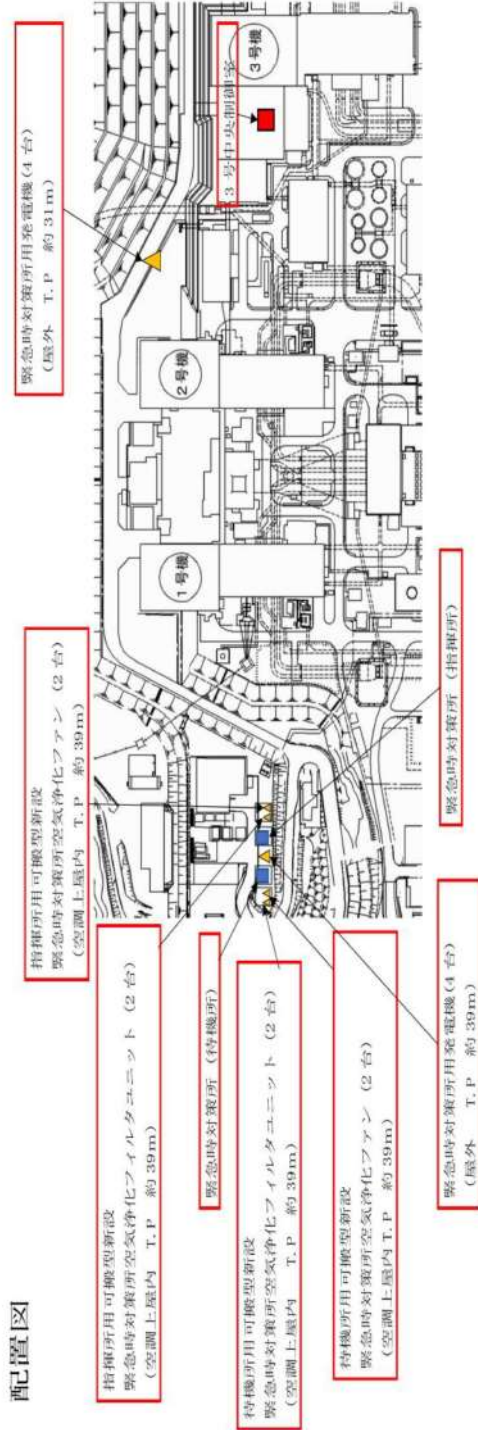 配置図
指揮所用可搬型新設
緊急時対策所空気浄化ファン（2台）
（空調上屋内　T.P　約39m）
緊急時対策所用発電機(4台)
（屋外　T.P　約31m）
指揮所用可搬型新設
緊急時対策所空気浄化フィルタユニット（2台）
（空調上屋内　T.P　約39m）
緊急時対策所（待機所）
待機所用可搬型新設
緊急時対策所空気浄化フィルタユニット（2台）
（空調上屋内　T.P　約39m）
待機所用可搬型新設
緊急時対策所空気浄化ファン（2台）
（空調上屋内 T.P　約39m）
緊急時対策所用発電機(4台)
（屋外　T.P　約39m）
緊急時対策所（指揮所）
1号機
2号機
3号機
3号中央制御室